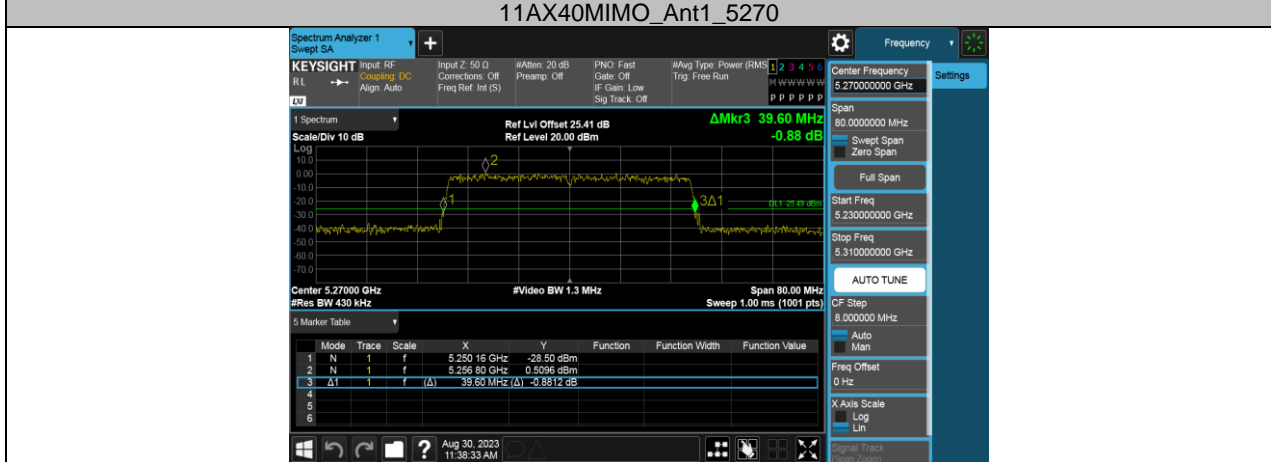 11AX40MIMO_Ant1_5270
Spectrum Analyzer 1
Swept SA
+
Frequency
KEYSIGHT Input: RF Input Z: 50 Ω #Atten: 20 dB PNO: Fast #Avg Type: Power (RMS 1 2 3 4 5 6
RL Coupling: DC Corrections: Off Preamp: Off Gate: Off Trig: Free Run M W W W W W
Align: Auto Freq Ref: Int (S) IF Gain: Low P P P P P P
LXI Sig Track: Off
Center Frequency
5.270000000 GHz
Settings
Span
80.0000000 MHz
Swept Span
Zero Span
Full Span
Start Freq
5.230000000 GHz
Stop Freq
5.310000000 GHz
AUTO TUNE
CF Step
8.000000 MHz
Auto
Man
Freq Offset
0 Hz
X Axis Scale
Log
Lin
Signal Track
(Span Zoom)
1 Spectrum
Ref Lvl Offset 25.41 dB
ΔMkr3 39.60 MHz
Scale/Div 10 dB Ref Level 20.00 dBm -0.88 dB
Log
10.0
0.00
-10.0
-20.0
-30.0
-40.0
-50.0
-60.0
-70.0
2
1
3Δ1
DL1 -25.49 dBm
Center 5.27000 GHz #Video BW 1.3 MHz Span 80.00 MHz
#Res BW 430 kHz Sweep 1.00 ms (1001 pts)
5 Marker Table
Mode Trace Scale X Y Function Function Width Function Value
1 N 1 f 5.250 16 GHz -28.50 dBm
2 N 1 f 5.256 80 GHz 0.5096 dBm
3 Δ1 1 f (Δ) 39.60 MHz (Δ) -0.8812 dB
4
5
6
?
Aug 30, 2023
11:38:33 AM